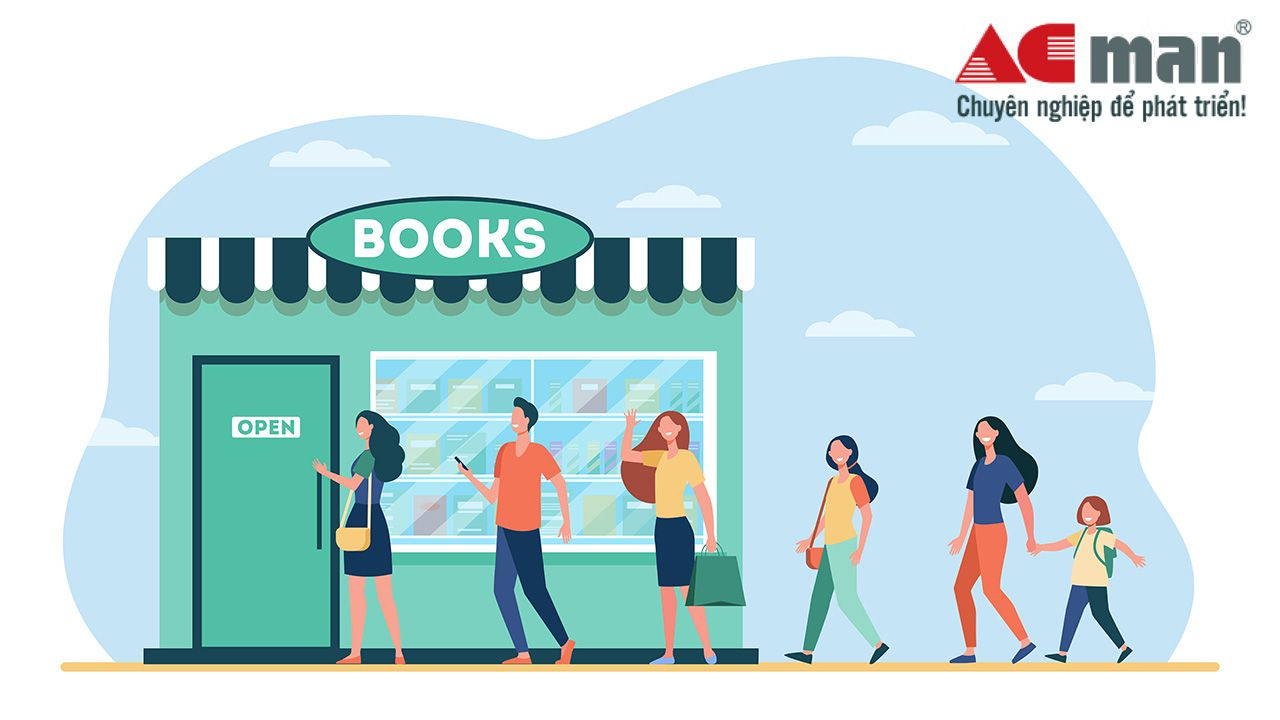 ACman®
Chuyên nghiệp để phát triển!
BOOKS
OPEN